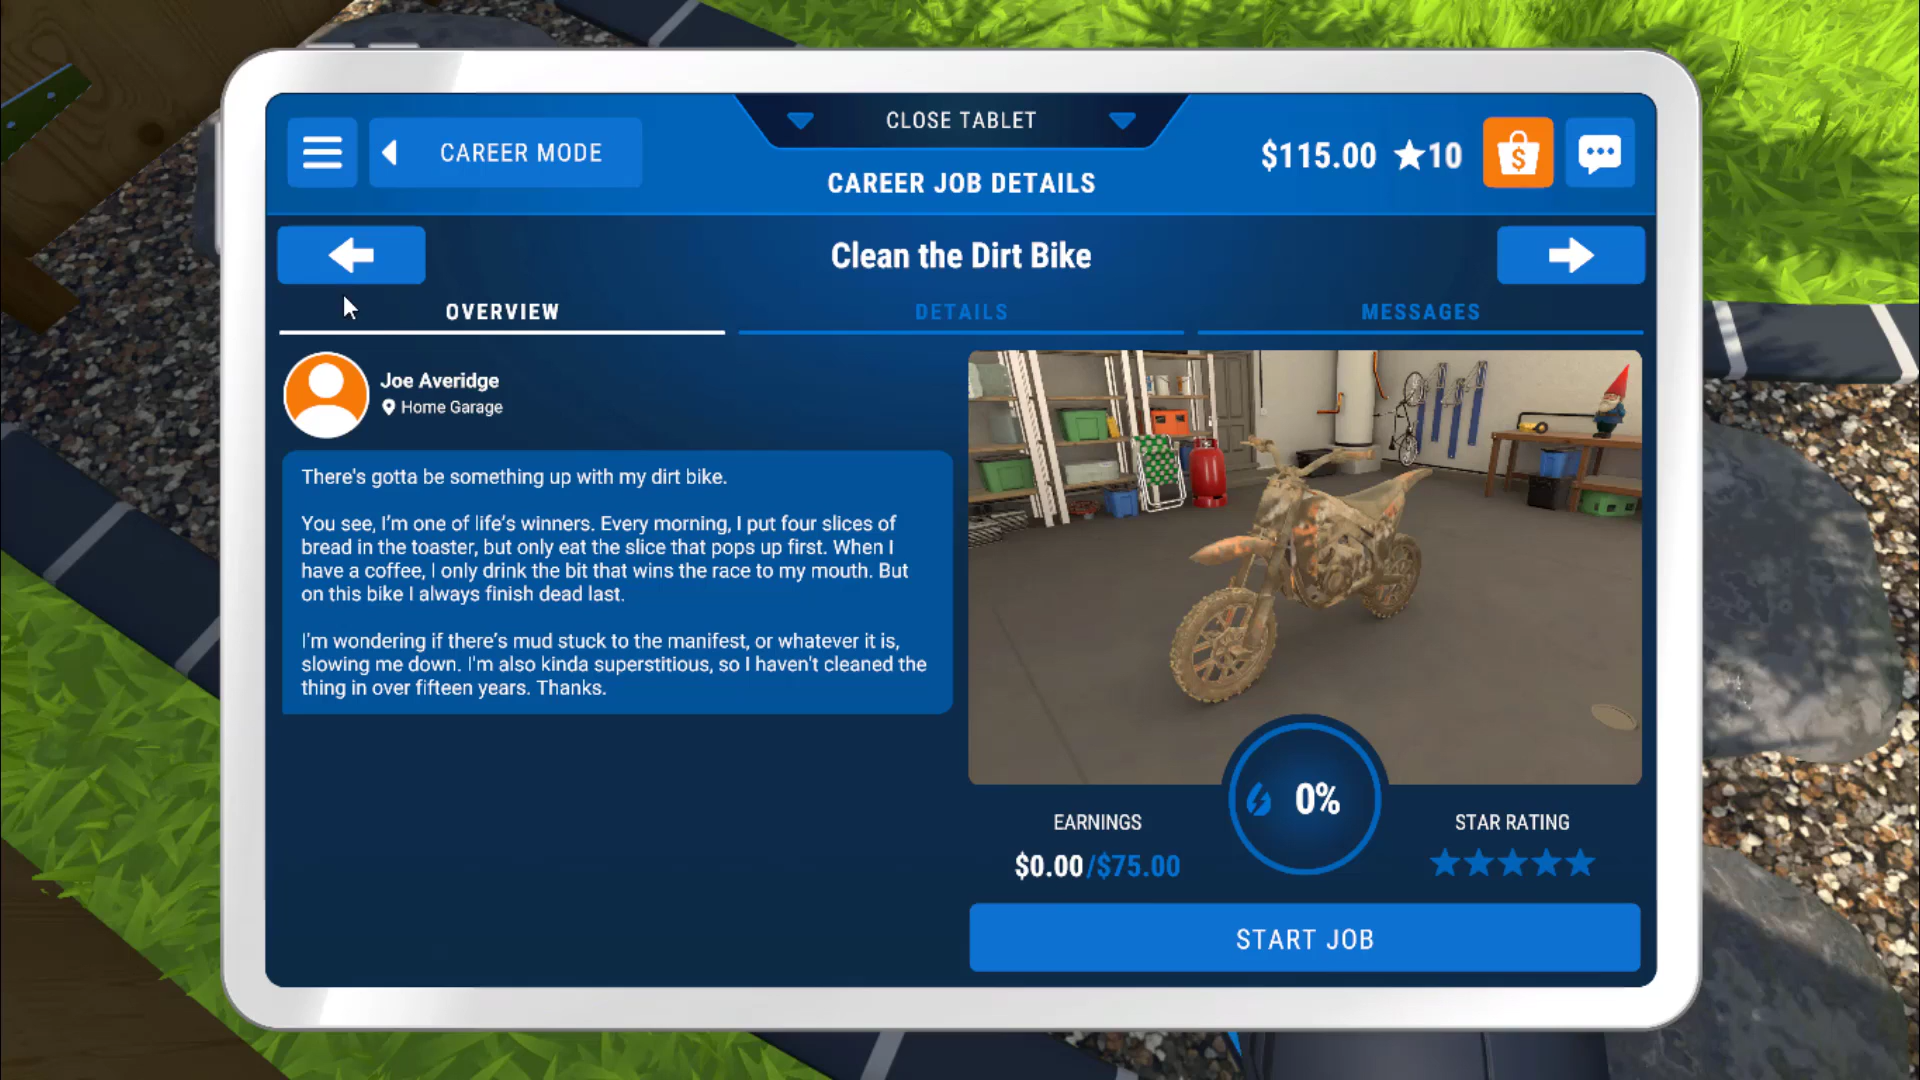 CLOSE TABLET
CAREER MODE
$115.00 ★10
CAREER JOB DETAILS
Clean the Dirt Bike
OVERVIEW
DETAILS
MESSAGES
Joe Averidge
Home Garage
There's gotta be something up with my dirt bike.
You see, I'm one of life's winners. Every morning, I put four slices of
bread in the toaster, but only eat the slice that pops up first. When I
have a coffee, I only drink the bit that wins the race to my mouth. But
on this bike I always finish dead last.
I'm wondering if there's mud stuck to the manifest, or whatever it is,
slowing me down. I'm also kinda superstitious, so I haven't cleaned the
thing in over fifteen years. Thanks.
0%
EARNINGS
$0.00/$75.00
STAR RATING
START JOB